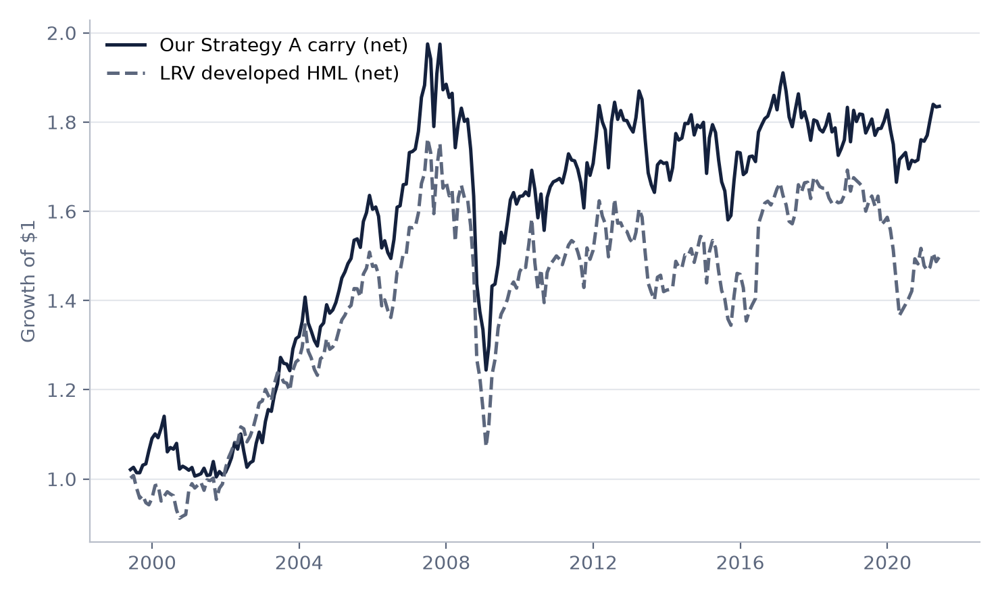 Growth of $1
2.0
1.8
1.6
1.4
1.2
1.0
Our Strategy A carry (net)
LRV developed HML (net)
2000 2004 2008 2012 2016 2020